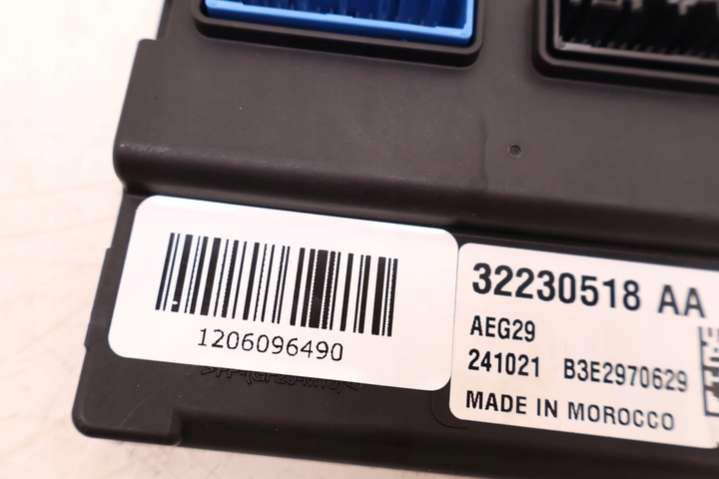 1206096490
32230518 AA
AEG29
241021 B3E2970629
MADE IN MOROCCO